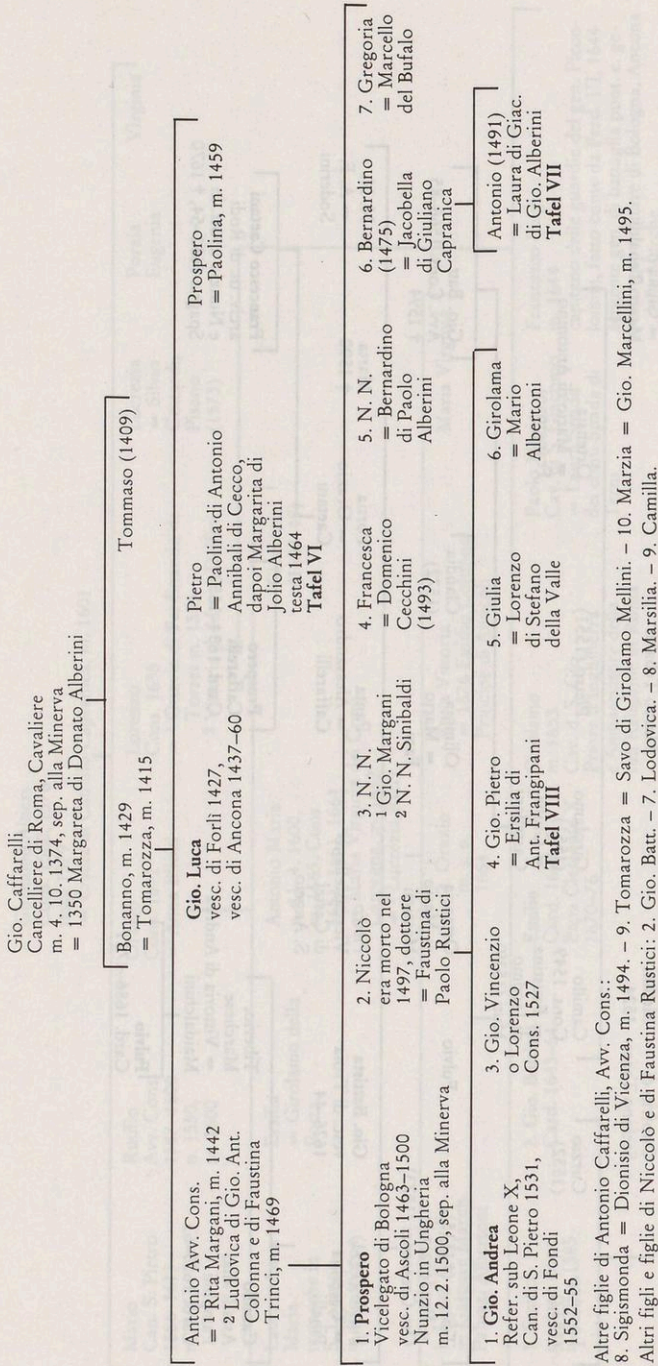 Gio. Caffarelli
Cancelliere di Roma, Cavaliere
m. 4. 10. 1374, sep. alla Minerva
= 1350 Margareta di Donato Alberini
Bonanno, m. 1429
= Tomarozza, m. 1415
Tommaso (1409)
Antonio Avv. Cons.
= 1 Rita Margani, m. 1442
2 Ludovica di Gio. Ant.
Colonna e di Faustina
Trinci, m. 1469
Gio. Luca
vesc. di Forlì 1427,
vesc. di Ancona 1437–60
Pietro
= Paolina di Antonio
Annibali di Cecco,
dapoi Margarita di
Jolio Alberini
testa 1464
Tafel VI
Prospero
= Paolina, m. 1459
1. Prospero
Vicelegato di Bologna
vesc. di Ascoli 1463–1500
Nunzio in Ungheria
m. 12. 2. 1500, sep. alla Minerva
2. Niccolò
era morto nel
1497, dottore
= Faustina di
Paolo Rustici
3. N. N.
1 Gio. Margani
2 N. N. Sinibaldi
4. Francesca
= Domenico
Cecchini
(1493)
5. N. N.
= Bernardino
di Paolo
Alberini
6. Bernardino
(1475)
= Jacobella
di Giuliano
Capranica
7. Gregoria
= Marcello
del Bufalo
1. Gio. Andrea
Refer. sub Leone X,
Can. di S. Pietro 1531,
vesc. di Fondi
1552–55
3. Gio. Vincenzio
o Lorenzo
Cons. 1527
4. Gio. Pietro
= Ersilia di
Ant. Frangipani
Tafel VIII
5. Giulia
= Lorenzo
di Stefano
della Valle
6. Girolama
= Mario
Albertoni
Antonio (1491)
= Laura di Giac.
di Gio. Alberini
Tafel VII
Altre figlie di Antonio Caffarelli, Avv. Cons.:
8. Sigismonda = Dionisio di Vicenza, m. 1494. – 9. Tomarozza = Savo di Girolamo Mellini. – 10. Marzia = Gio. Marcellini, m. 1495.
Altri figli e figlie di Niccolò e di Faustina Rustici: 2. Gio. Batt. – 7. Lodovica. – 8. Marsilia. – 9. Camilla.